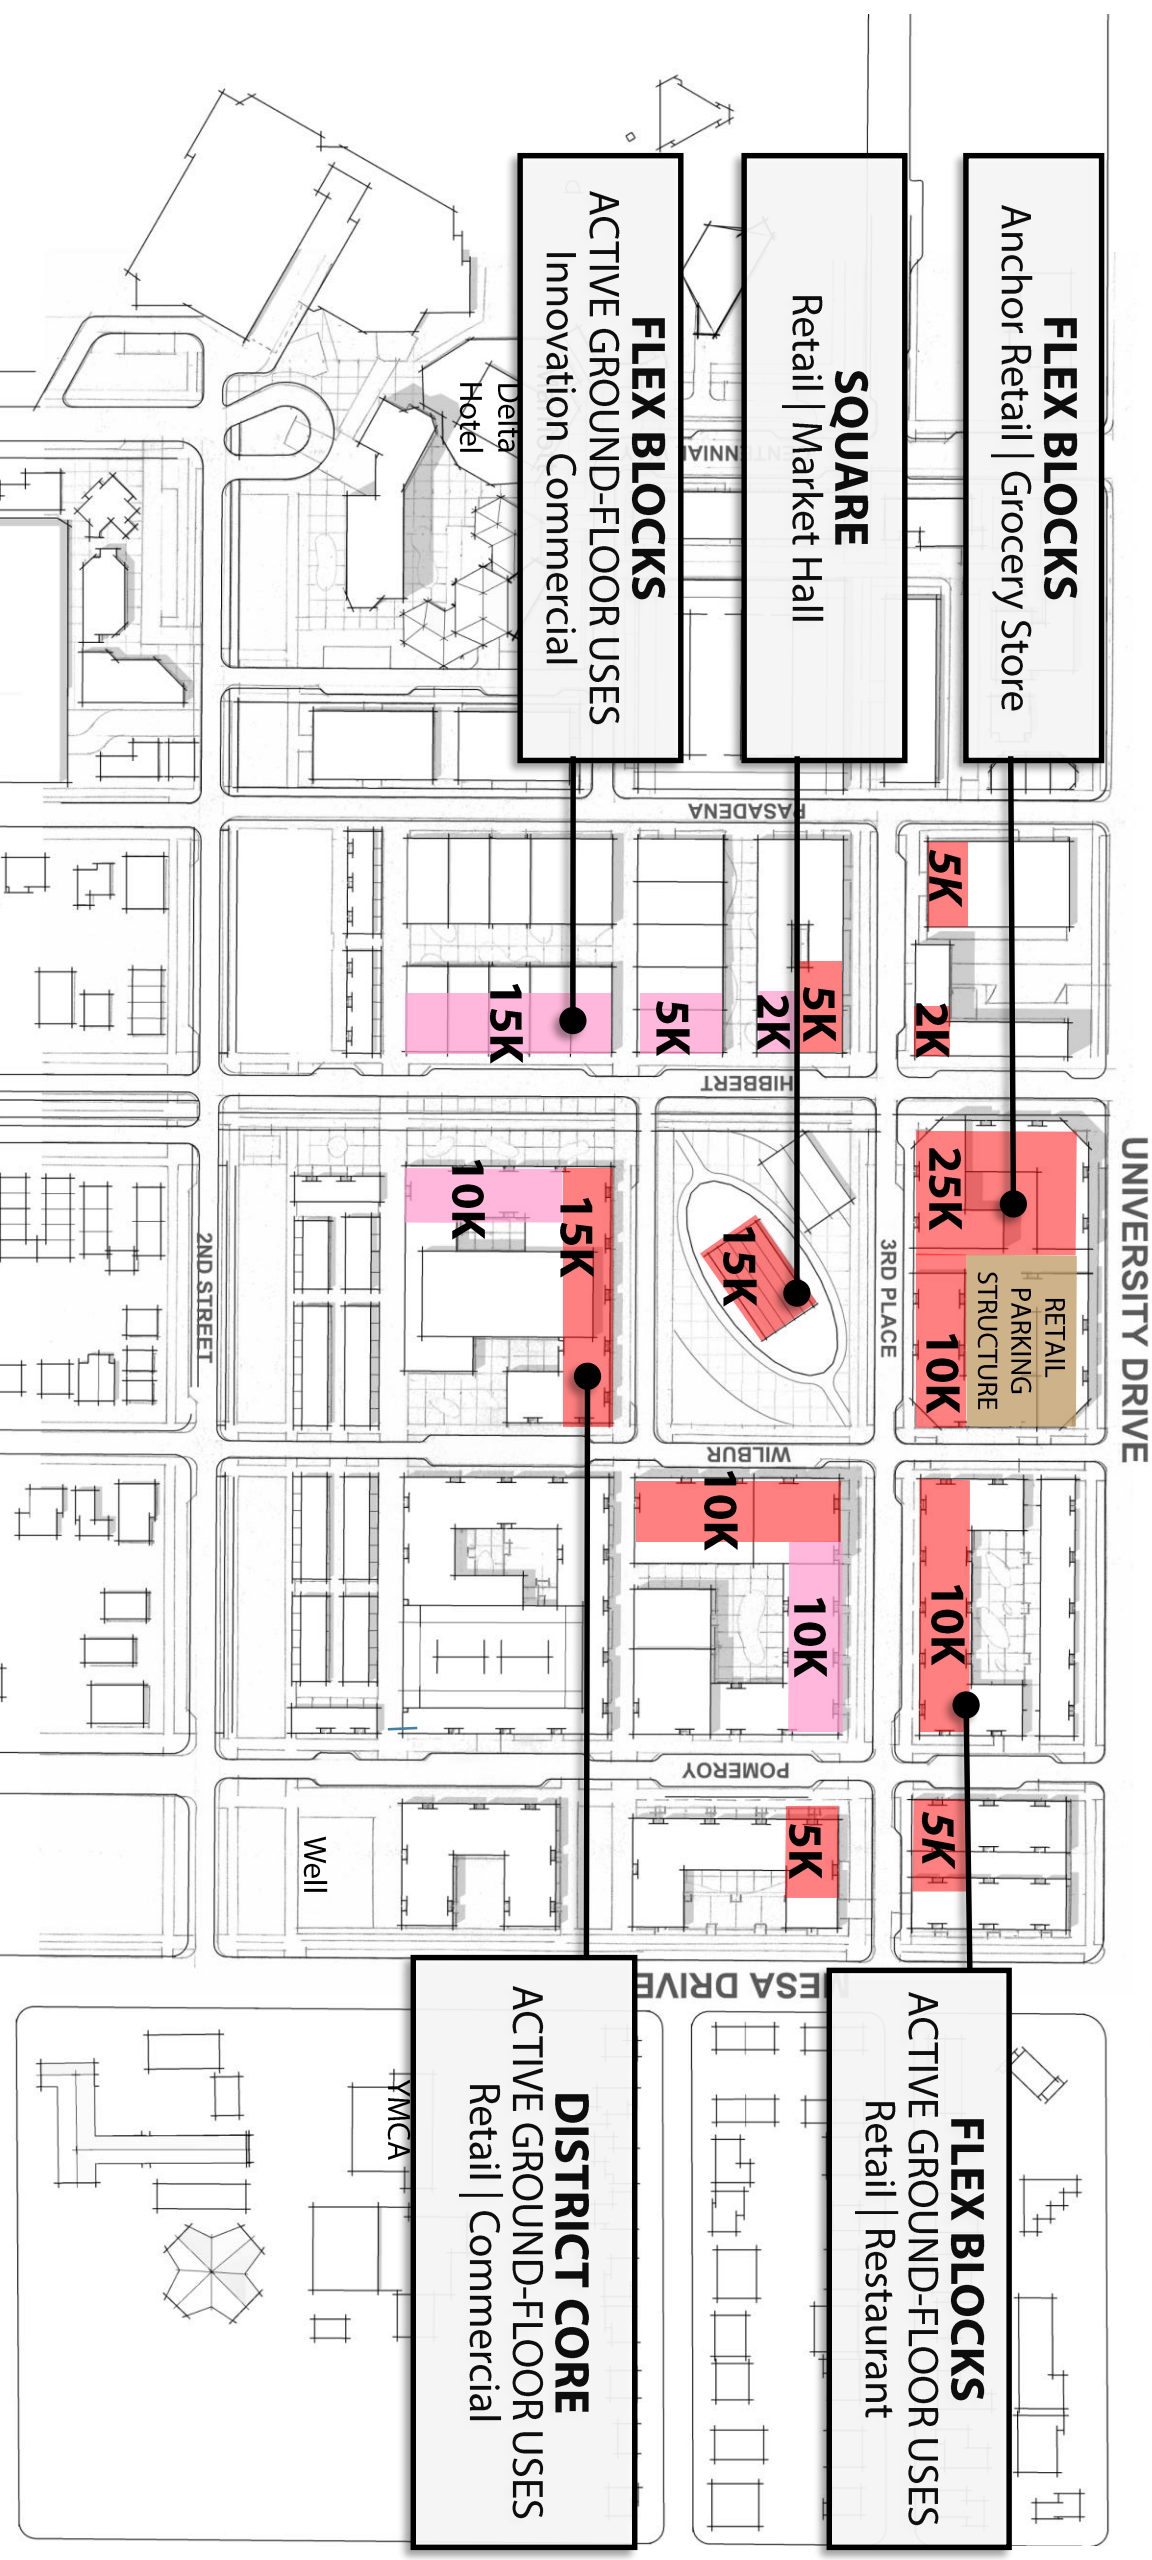 UNIVERSITY DRIVE
FLEX BLOCKS
Anchor Retail | Grocery Store
SQUARE
Retail | Market Hall
FLEX BLOCKS
ACTIVE GROUND-FLOOR USES
Innovation Commercial
Delta
Hotel
PASADENA
5K
2K
5K
2K
5K
15K
HIBBERT
25K
RETAIL
PARKING
STRUCTURE
10K
3RD PLACE
15K
15K
10K
2ND STREET
WILBUR
10K
10K
10K
POMEROY
5K
5K
Well
MESA DRIVE
FLEX BLOCKS
ACTIVE GROUND-FLOOR USES
Retail | Restaurant
DISTRICT CORE
ACTIVE GROUND-FLOOR USES
Retail | Commercial
YMCA